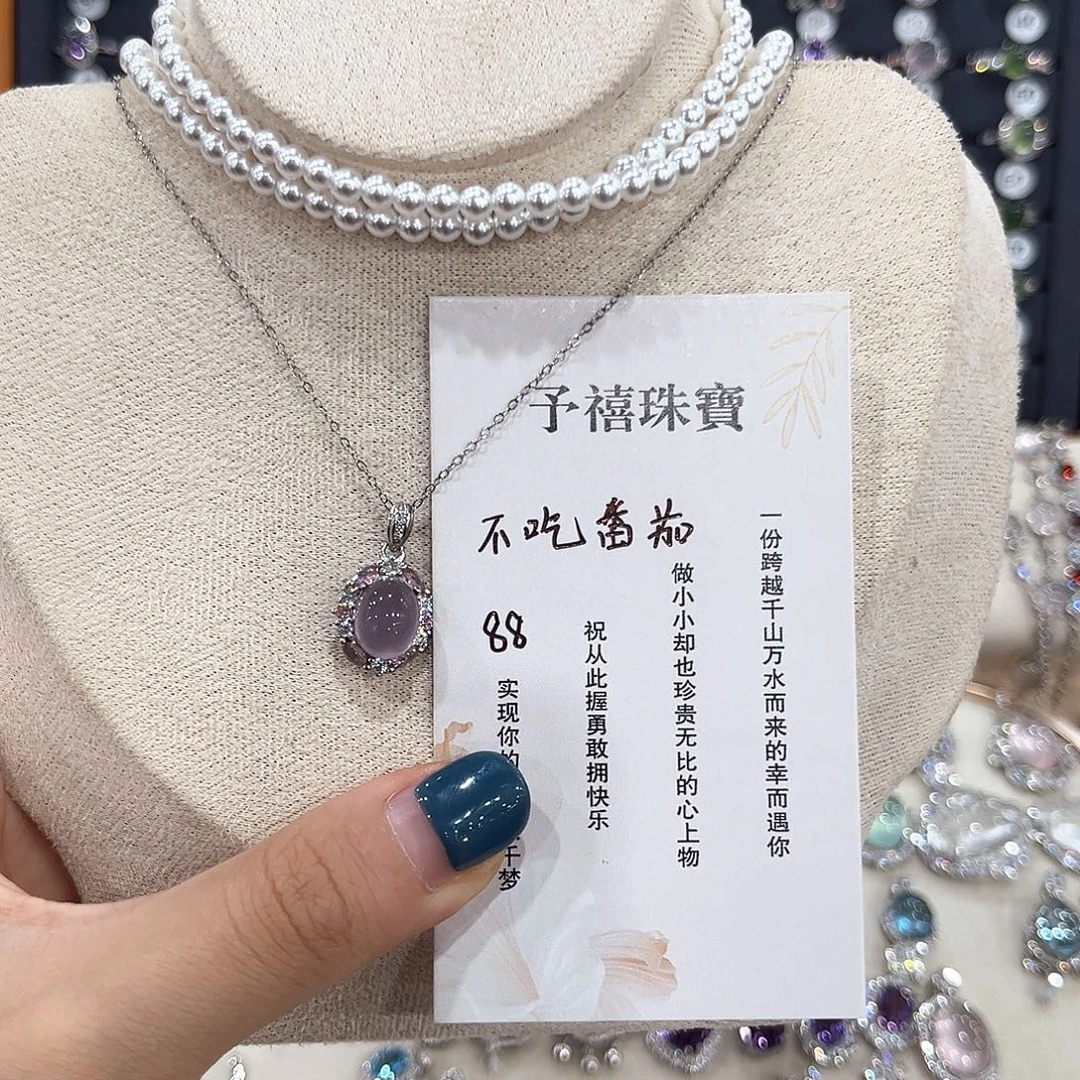 予禧珠寶
不吃番茄
88
一份跨越千山万水而来的幸而遇你
做小小却也珍贵无比的心上物
祝从此握勇敢拥快乐
实现你的
千梦